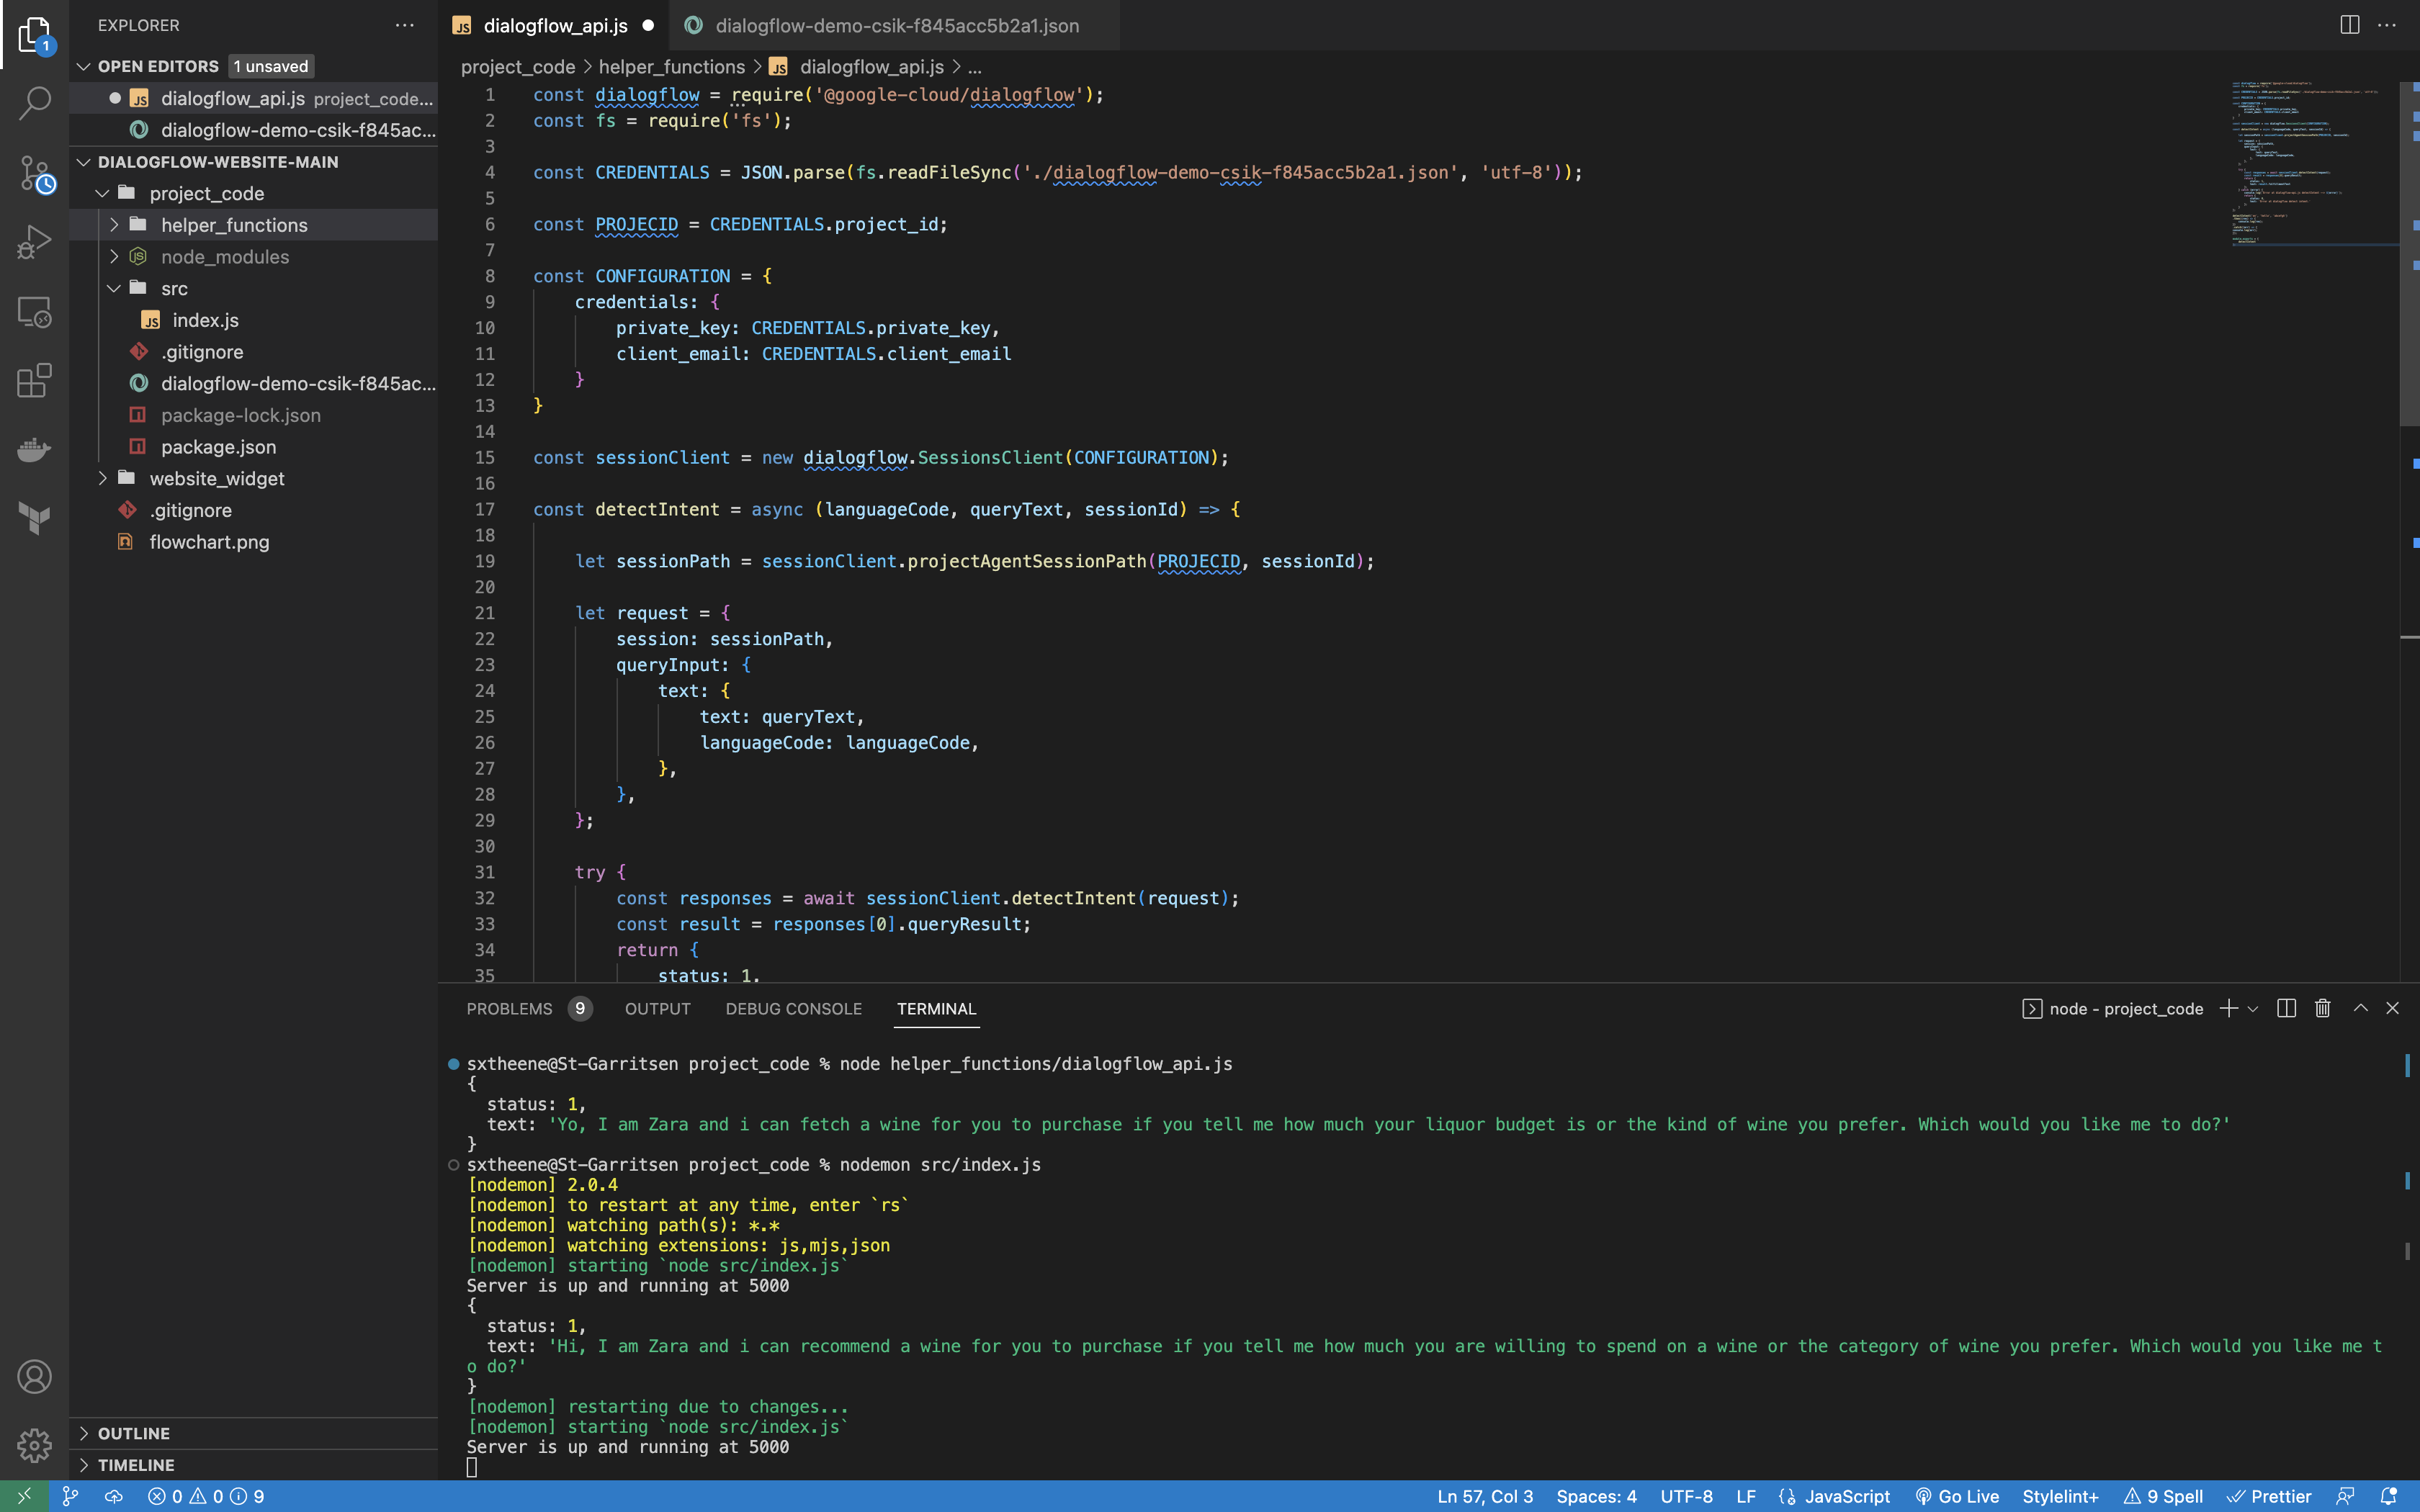 EXPLORER
OPEN EDITORS 1 unsaved
dialogflow_api.js project_code...
dialogflow-demo-csik-f845ac...
DIALOGFLOW-WEBSITE-MAIN
project_code
helper_functions
node_modules
src
JS index.js
.gitignore
dialogflow-demo-csik-f845ac...
package-lock.json
package.json
website_widget
.gitignore
flowchart.png
OUTLINE
TIMELINE
JS dialogflow_api.js
dialogflow-demo-csik-f845acc5b2a1.json
project_code > helper_functions > JS dialogflow_api.js > ...
1 const dialogflow = require('@google-cloud/dialogflow');
2 const fs = require('fs');
3
4 const CREDENTIALS = JSON.parse(fs.readFileSync('./dialogflow-demo-csik-f845acc5b2a1.json', 'utf-8'));
5
6 const PROJECID = CREDENTIALS.project_id;
7
8 const CONFIGURATION = {
9 credentials: {
10 private_key: CREDENTIALS.private_key,
11 client_email: CREDENTIALS.client_email
12 }
13 }
14
15 const sessionClient = new dialogflow.SessionsClient(CONFIGURATION);
16
17 const detectIntent = async (languageCode, queryText, sessionId) => {
18
19 let sessionPath = sessionClient.projectAgentSessionPath(PROJECID, sessionId);
20
21 let request = {
22 session: sessionPath,
23 queryInput: {
24 text: {
25 text: queryText,
26 languageCode: languageCode,
27 },
28 },
29 };
30
31 try {
32 const responses = await sessionClient.detectIntent(request);
33 const result = responses[0].queryResult;
34 return {
35 status: 1,
PROBLEMS 9 OUTPUT DEBUG CONSOLE TERMINAL
node - project_code
sxtheene@St-Garritsen project_code % node helper_functions/dialogflow_api.js
{
status: 1,
text: 'Yo, I am Zara and i can fetch a wine for you to purchase if you tell me how much your liquor budget is or the kind of wine you prefer. Which would you like me to do?'
}
sxtheene@St-Garritsen project_code % nodemon src/index.js
[nodemon] 2.0.4
[nodemon] to restart at any time, enter `rs`
[nodemon] watching path(s): *.*
[nodemon] watching extensions: js,mjs,json
[nodemon] starting `node src/index.js`
Server is up and running at 5000
{
status: 1,
text: 'Hi, I am Zara and i can recommend a wine for you to purchase if you tell me how much you are willing to spend on a wine or the category of wine you prefer. Which would you like me t
o do?'
}
[nodemon] restarting due to changes...
[nodemon] starting `node src/index.js`
Server is up and running at 5000
0 0 9
Ln 57, Col 3 Spaces: 4 UTF-8 LF JavaScript Go Live Stylelint+ 9 Spell Prettier